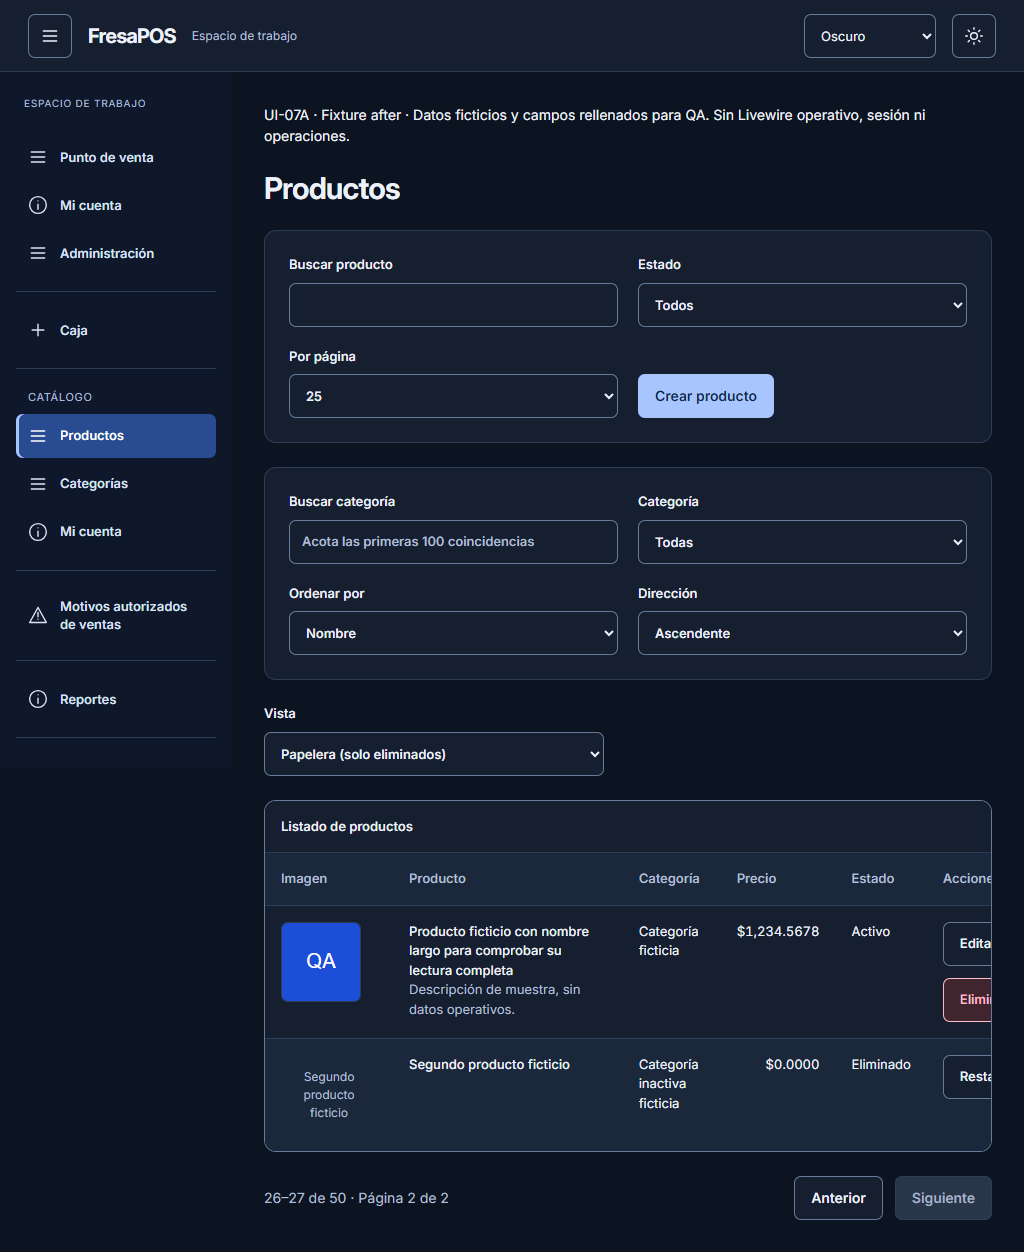 FresaPOS
Espacio de trabajo
Oscuro
ESPACIO DE TRABAJO
Punto de venta
Mi cuenta
Administración
Caja
CATÁLOGO
Productos
Categorías
Mi cuenta
Motivos autorizados
de ventas
Reportes
UI-07A · Fixture after · Datos ficticios y campos rellenados para QA. Sin Livewire operativo, sesión ni
operaciones.
Productos
Buscar producto
Estado
Todos
Por página
25
Crear producto
Buscar categoría
Categoría
Acota las primeras 100 coincidencias
Todas
Ordenar por
Dirección
Nombre
Ascendente
Vista
Papelera (solo eliminados)
Listado de productos
Imagen Producto Categoría Precio Estado Accione
QA
Producto ficticio con nombre
largo para comprobar su
lectura completa
Descripción de muestra, sin
datos operativos.
Categoría
ficticia
$1,234.5678
Activo
Edita
Elimi
Segundo
producto
ficticio
Segundo producto ficticio
Categoría
inactiva
ficticia
$0.0000
Eliminado
Resta
26–27 de 50 · Página 2 de 2
Anterior
Siguiente